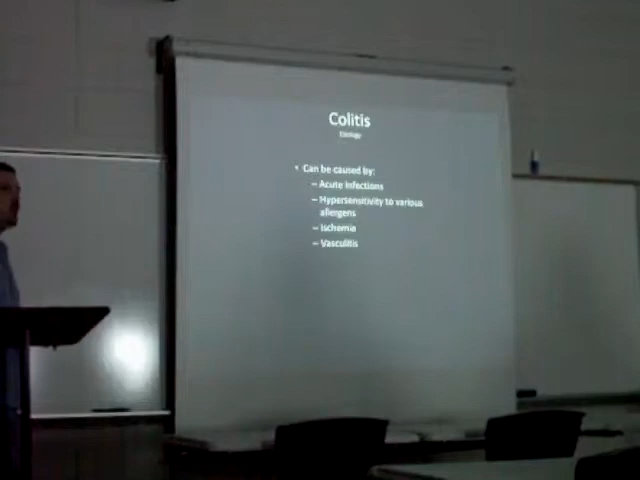 Colitis
Etiology
• Can be caused by:
– Acute Infections
– Hypersensitivity to various
allergens
– Ischemia
– Vasculitis